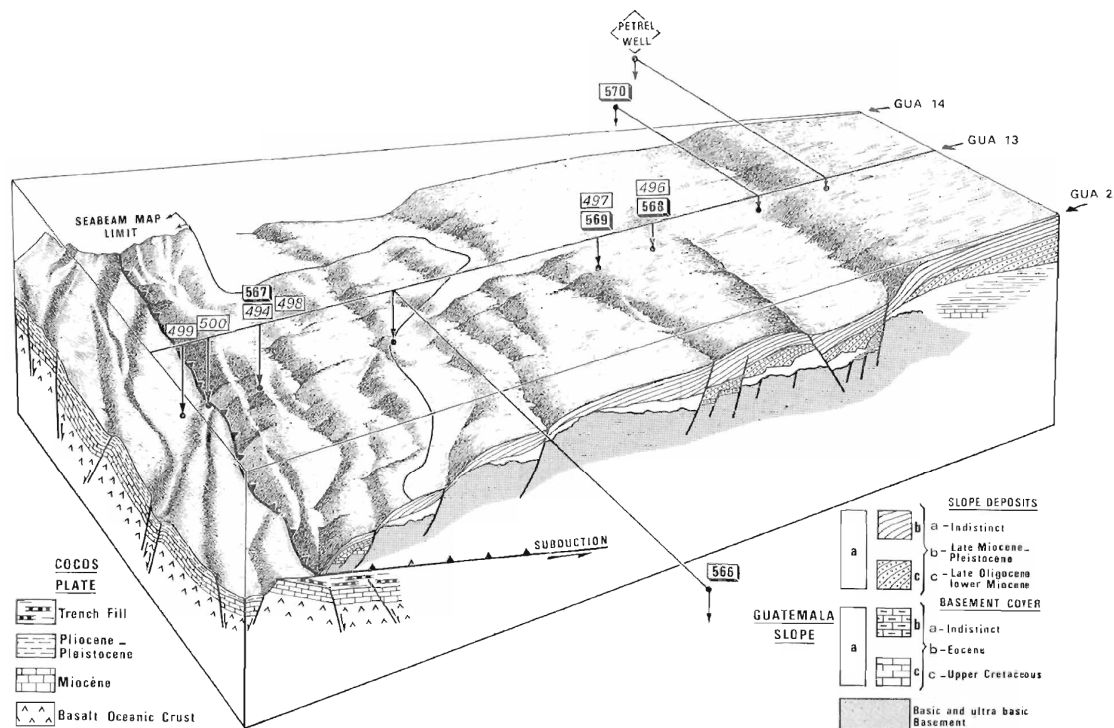 PETREL
WELL
570
GUA 14
GUA 13
497
496
569
568
GUA 2
SEABEAM MAP
LIMIT
567
494
498
499
500
SUBDUCTION
566
COCOS
PLATE
Trench Fill
Pliocene –
Pleistocene
Miocène
Basalt Oceanic Crust
GUATEMALA
SLOPE
SLOPE DEPOSITS
a
b
c
a – Indistinct
b – Late Miocene –
Pleistocene
c – Late Oligocene
lower Miocene
BASEMENT COVER
a
b
c
a – Indistinct
b – Eocene
c – Upper Cretaceous
Basic and ultra basic
Basement